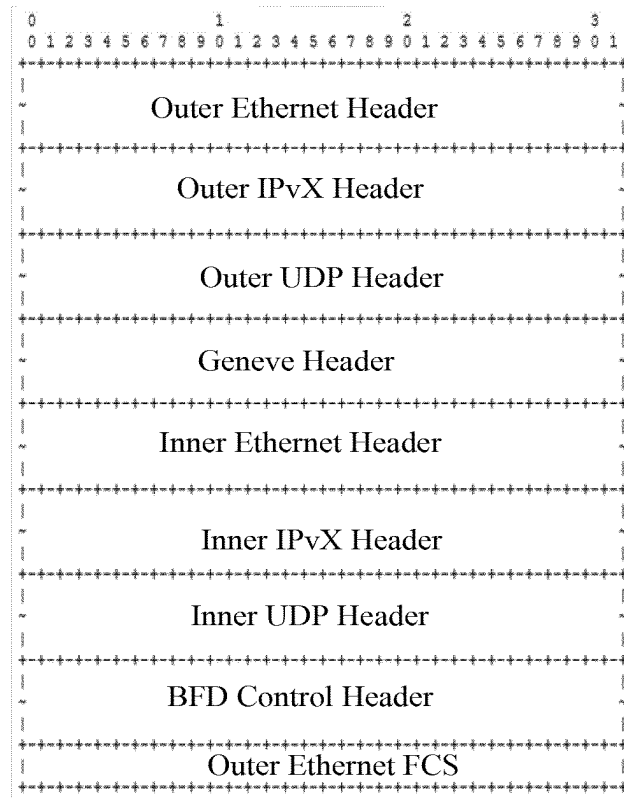 0 1 2 3
0 1 2 3 4 5 6 7 8 9 0 1 2 3 4 5 6 7 8 9 0 1 2 3 4 5 6 7 8 9 0 1
Outer Ethernet Header
Outer IPvX Header
Outer UDP Header
Geneve Header
Inner Ethernet Header
Inner IPvX Header
Inner UDP Header
BFD Control Header
Outer Ethernet FCS